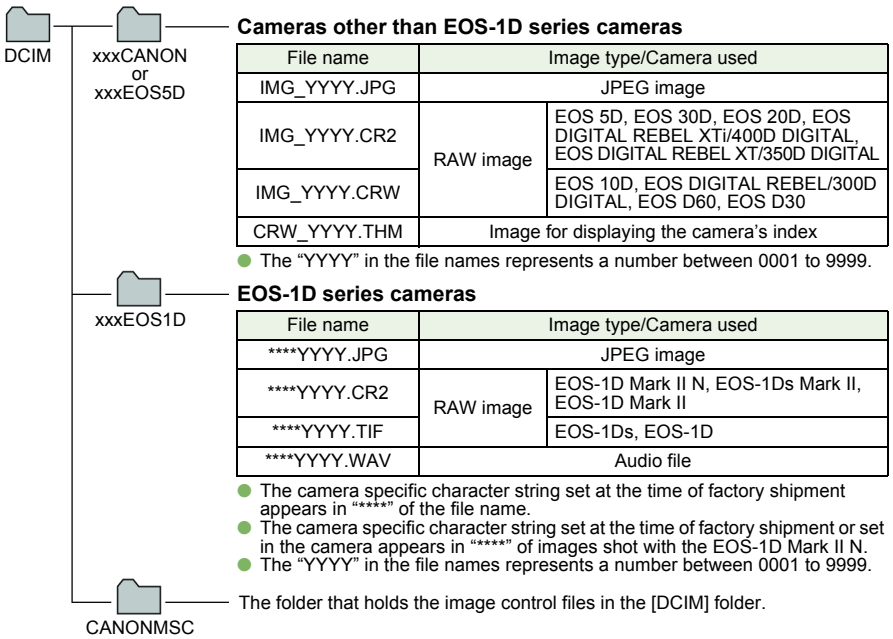 DCIM
xxxCANON
or
xxxEOS5D
Cameras other than EOS-1D series cameras
File name Image type/Camera used
IMG_YYYY.JPG JPEG image
IMG_YYYY.CR2 RAW image EOS 5D, EOS 30D, EOS 20D, EOS
DIGITAL REBEL XTi/400D DIGITAL,
EOS DIGITAL REBEL XT/350D DIGITAL
IMG_YYYY.CRW EOS 10D, EOS DIGITAL REBEL/300D
DIGITAL, EOS D60, EOS D30
CRW_YYYY.THM Image for displaying the camera's index
● The “YYYY” in the file names represents a number between 0001 to 9999.
xxxEOS1D
EOS-1D series cameras
File name Image type/Camera used
****YYYY.JPG JPEG image
****YYYY.CR2 RAW image EOS-1D Mark II N, EOS-1Ds Mark II,
EOS-1D Mark II
****YYYY.TIF EOS-1Ds, EOS-1D
****YYYY.WAV Audio file
● The camera specific character string set at the time of factory shipment
appears in “****” of the file name.
● The camera specific character string set at the time of factory shipment or set
in the camera appears in “****” of images shot with the EOS-1D Mark II N.
● The “YYYY” in the file names represents a number between 0001 to 9999.
CANONMSC
The folder that holds the image control files in the [DCIM] folder.